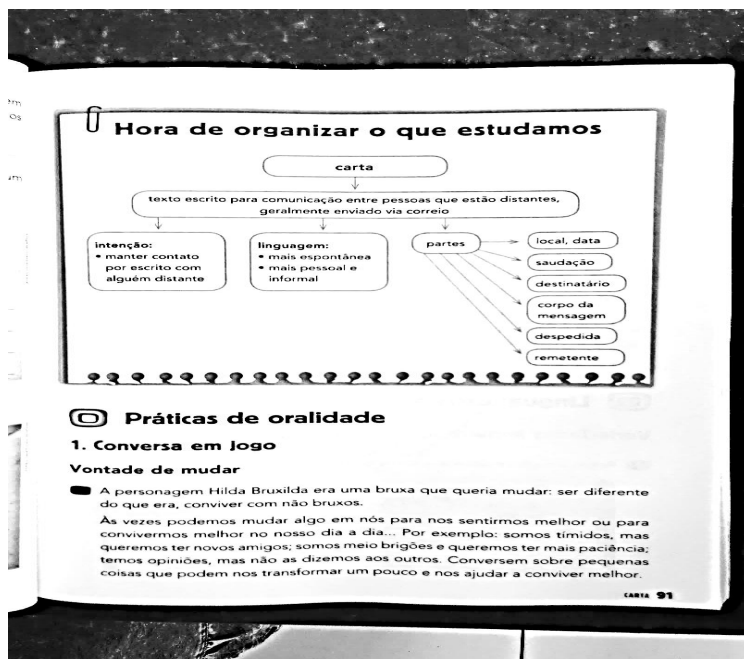 em
os
um
Hora de organizar o que estudamos
carta
texto escrito para comunicação entre pessoas que estão distantes,
geralmente enviado via correio
intenção:
• manter contato
por escrito com
alguém distante
linguagem:
• mais espontânea
• mais pessoal e
informal
partes
local, data
saudação
destinatário
corpo da
mensagem
despedida
remetente
Práticas de oralidade
1. Conversa em jogo
Vontade de mudar
A personagem Hilda Bruxilda era uma bruxa que queria mudar: ser diferente
do que era, conviver com não bruxos.
Às vezes podemos mudar algo em nós para nos sentirmos melhor ou para
convivermos melhor no nosso dia a dia... Por exemplo: somos tímidos, mas
queremos ter novos amigos; somos meio brigões e queremos ter mais paciência;
temos opiniões, mas não as dizemos aos outros. Conversem sobre pequenas
coisas que podem nos transformar um pouco e nos ajudar a conviver melhor.
CARTA 91